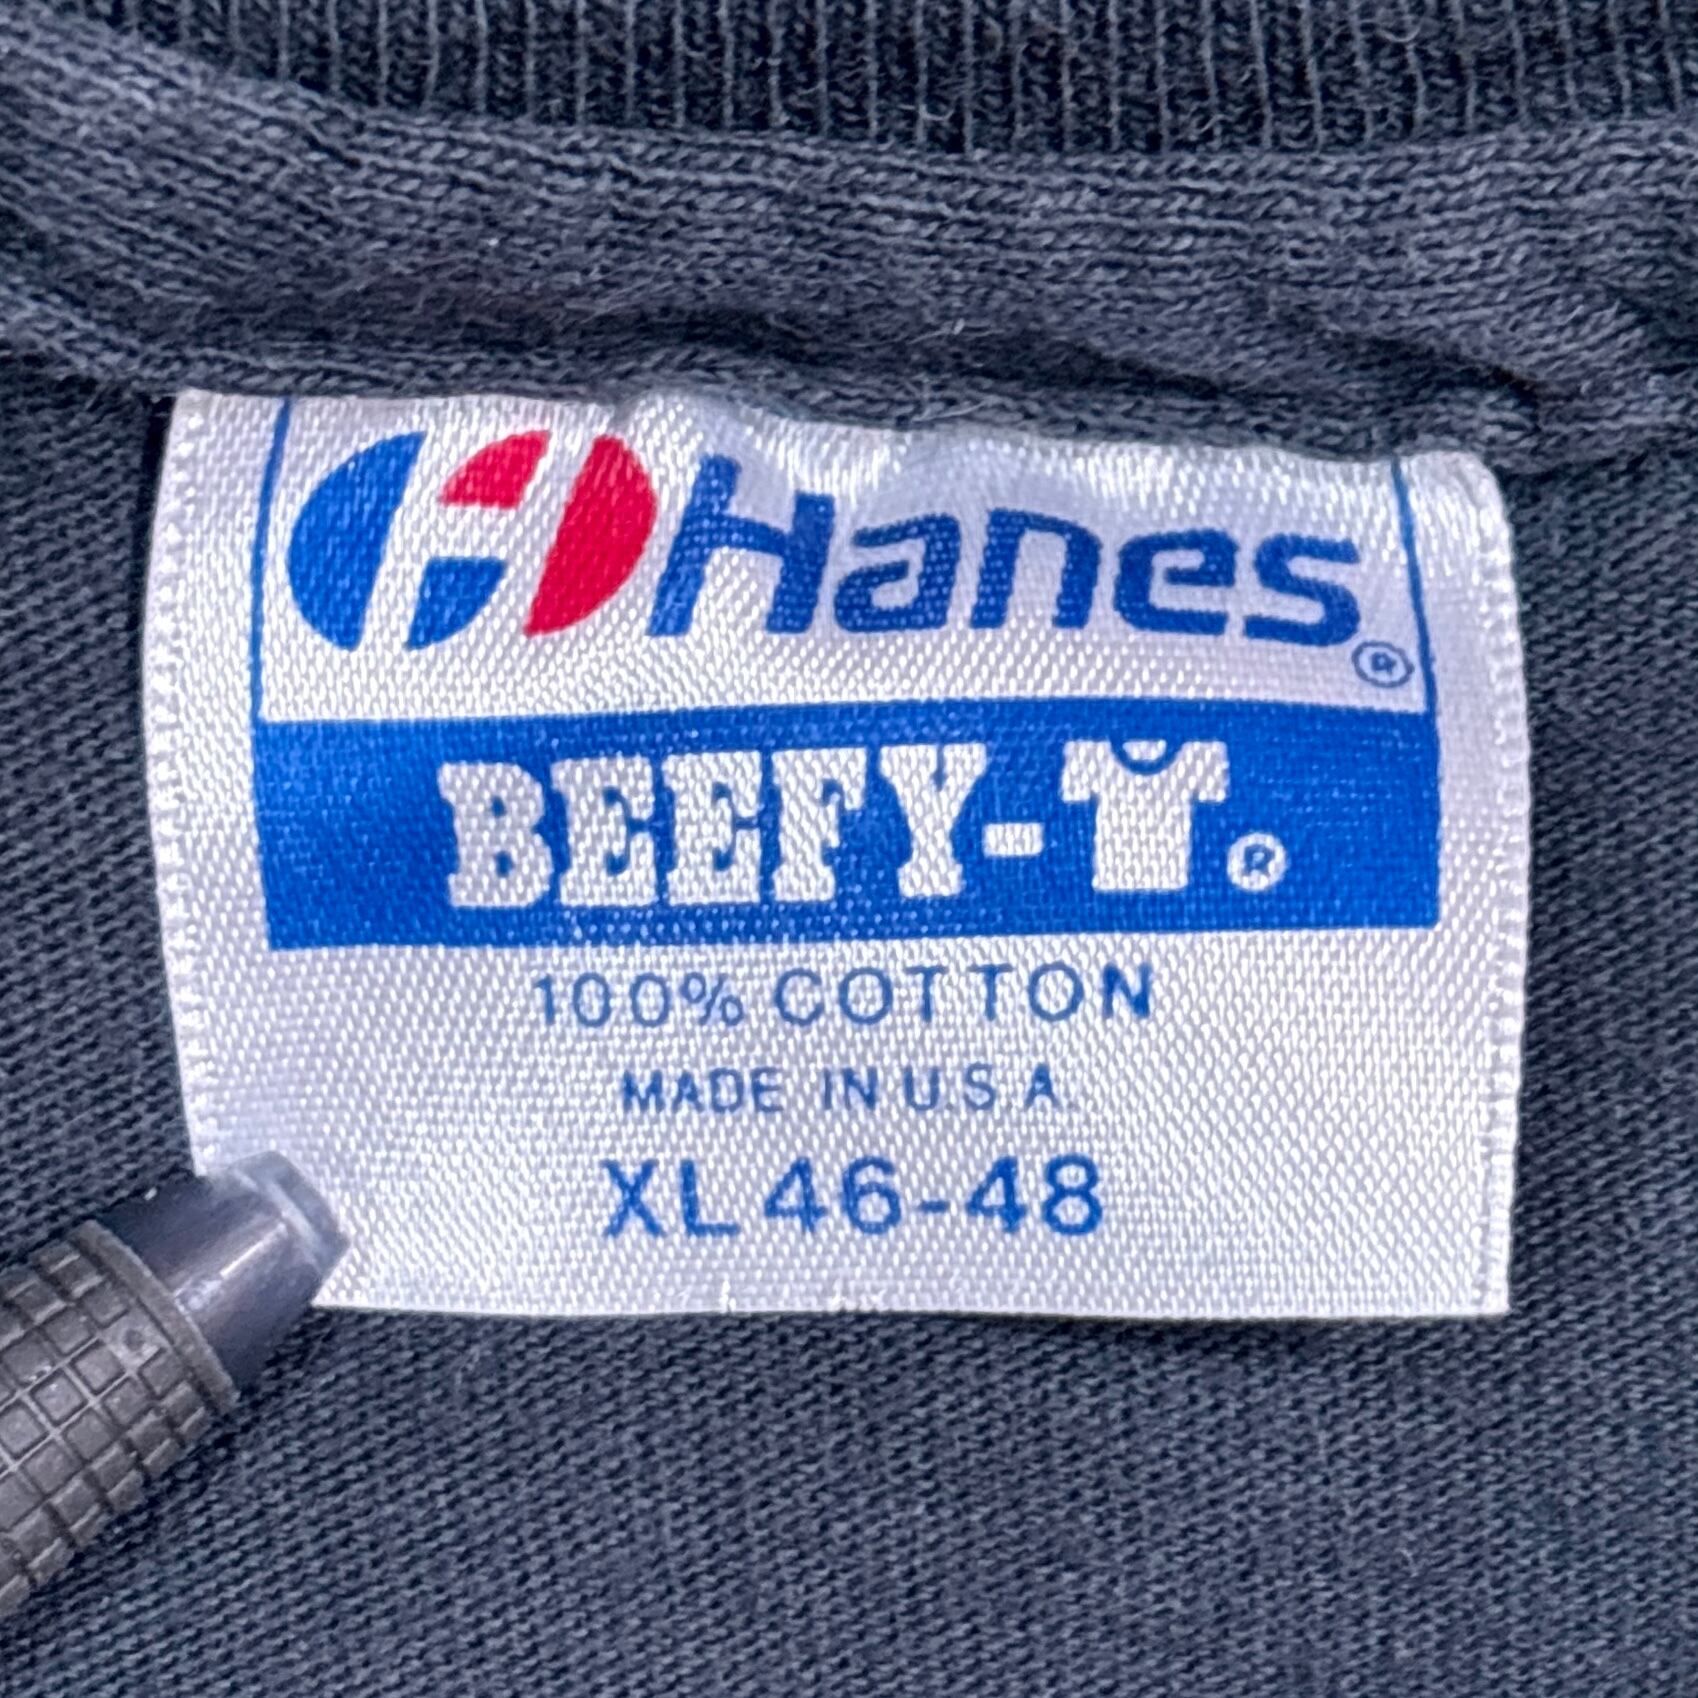 Hanes®
BEEFY-T®
100% COTTON
MADE IN U.S.A.
XL 46-48